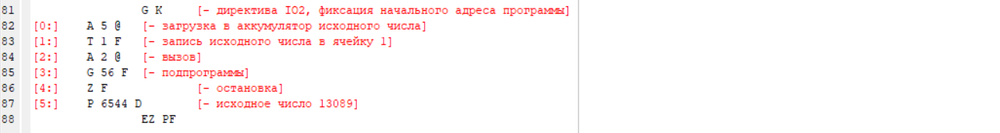 81 G K [- директива IO2, фиксация начального адреса программы]
82 [0:] A 5 @ [- загрузка в аккумулятор исходного числа]
83 [1:] T 1 F [- запись исходного числа в ячейку 1]
84 [2:] A 2 @ [- вызов]
85 [3:] G 56 F [- подпрограммы]
86 [4:] Z F [- остановка]
87 [5:] P 6544 D [- исходное число 13089]
88 EZ PF